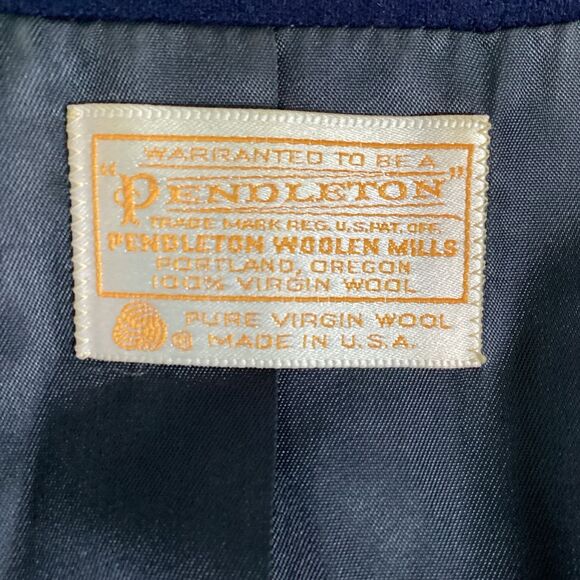 WARRANTED TO BE A
"PENDLETON"
TRADE MARK REG. U.S. PAT. OFF.
PENDLETON WOOLEN MILLS
PORTLAND, OREGON
100% VIRGIN WOOL
PURE VIRGIN WOOL
® MADE IN U.S.A.